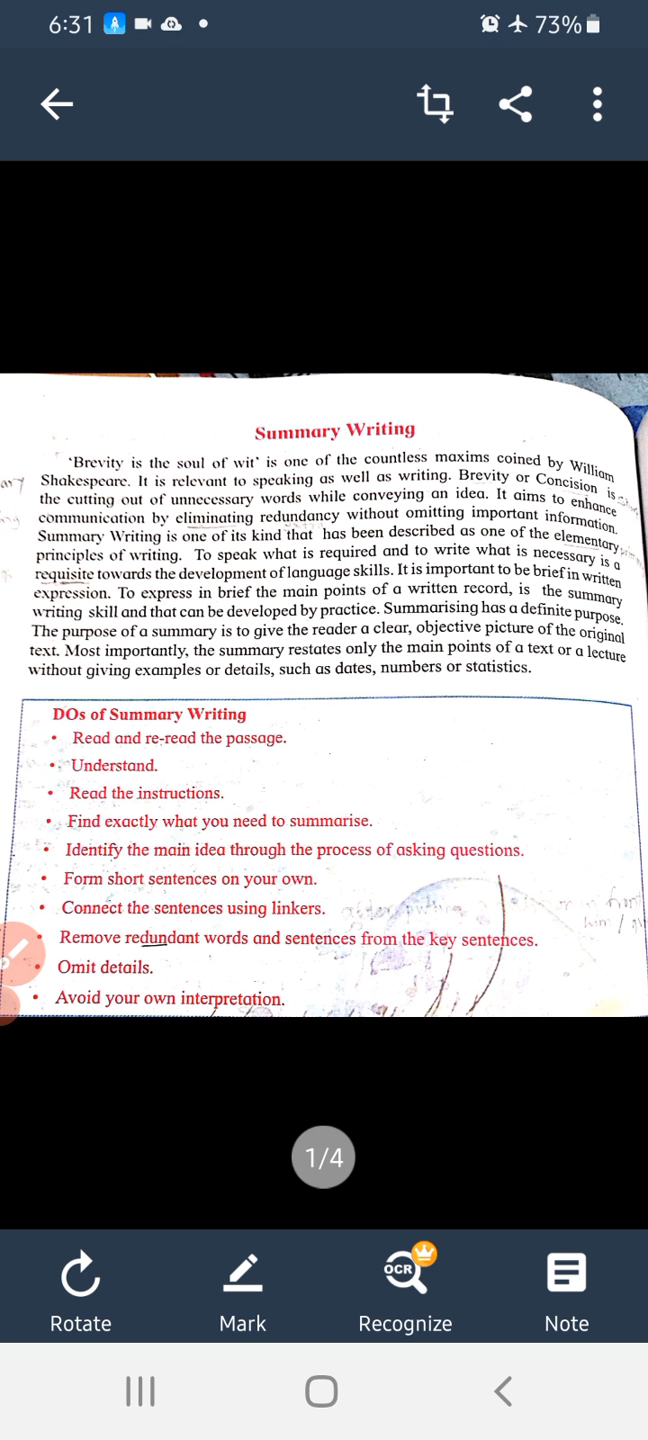 6:31
73%
Summary Writing
'Brevity is the soul of wit' is one of the countless maxims coined by William
Shakespeare. It is relevant to speaking as well as writing. Brevity or Concision is
the cutting out of unnecessary words while conveying an idea. It aims to enhance
communication by eliminating redundancy without omitting important information.
Summary Writing is one of its kind that has been described as one of the elementary
principles of writing. To speak what is required and to write what is necessary is a
requisite towards the development of language skills. It is important to be brief in written
expression. To express in brief the main points of a written record, is the summary
writing skill and that can be developed by practice. Summarising has a definite purpose.
The purpose of a summary is to give the reader a clear, objective picture of the original
text. Most importantly, the summary restates only the main points of a text or a lecture
without giving examples or details, such as dates, numbers or statistics.
DOs of Summary Writing
• Read and re-read the passage.
• Understand.
• Read the instructions.
• Find exactly what you need to summarise.
• Identify the main idea through the process of asking questions.
• Form short sentences on your own.
• Connect the sentences using linkers.
• Remove redundant words and sentences from the key sentences.
• Omit details.
• Avoid your own interpretation.
1/4
OCR
Rotate Mark Recognize Note